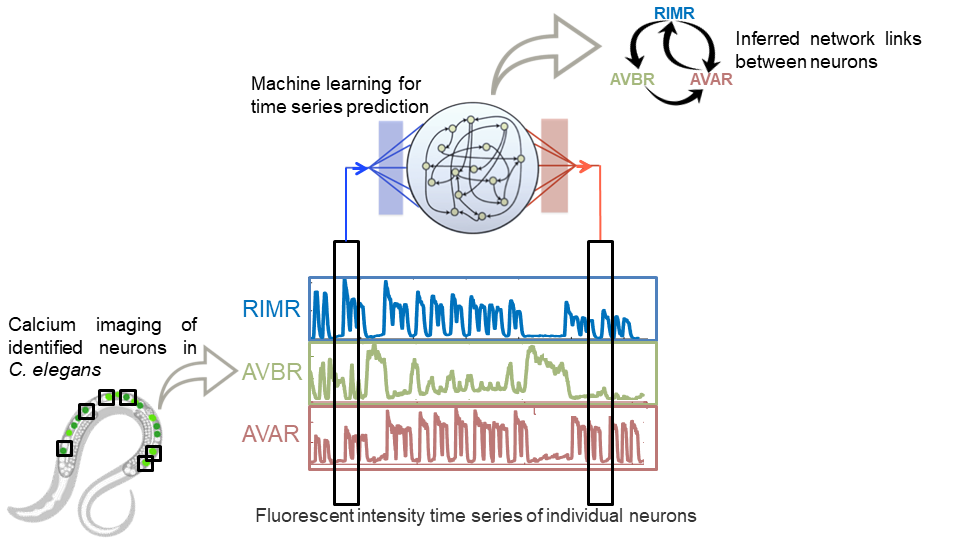 RIMR
AVBR
AVAR
Inferred network links
between neurons
Machine learning for
time series prediction
Calcium imaging of
identified neurons in
C. elegans
RIMR
AVBR
AVAR
Fluorescent intensity time series of individual neurons